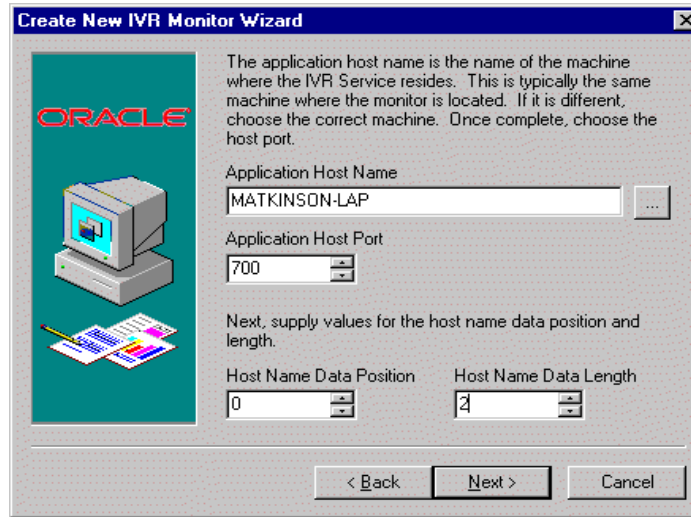 Create New IVR Monitor Wizard
ORACLE
The application host name is the name of the machine
where the IVR Service resides.  This is typically the same
machine where the monitor is located.  If it is different,
choose the correct machine.  Once complete, choose the
host port.
Application Host Name
MATKINSON-LAP
...
Application Host Port
700
Next, supply values for the host name data position and
length.
Host Name Data Position Host Name Data Length
0 2
< Back Next > Cancel